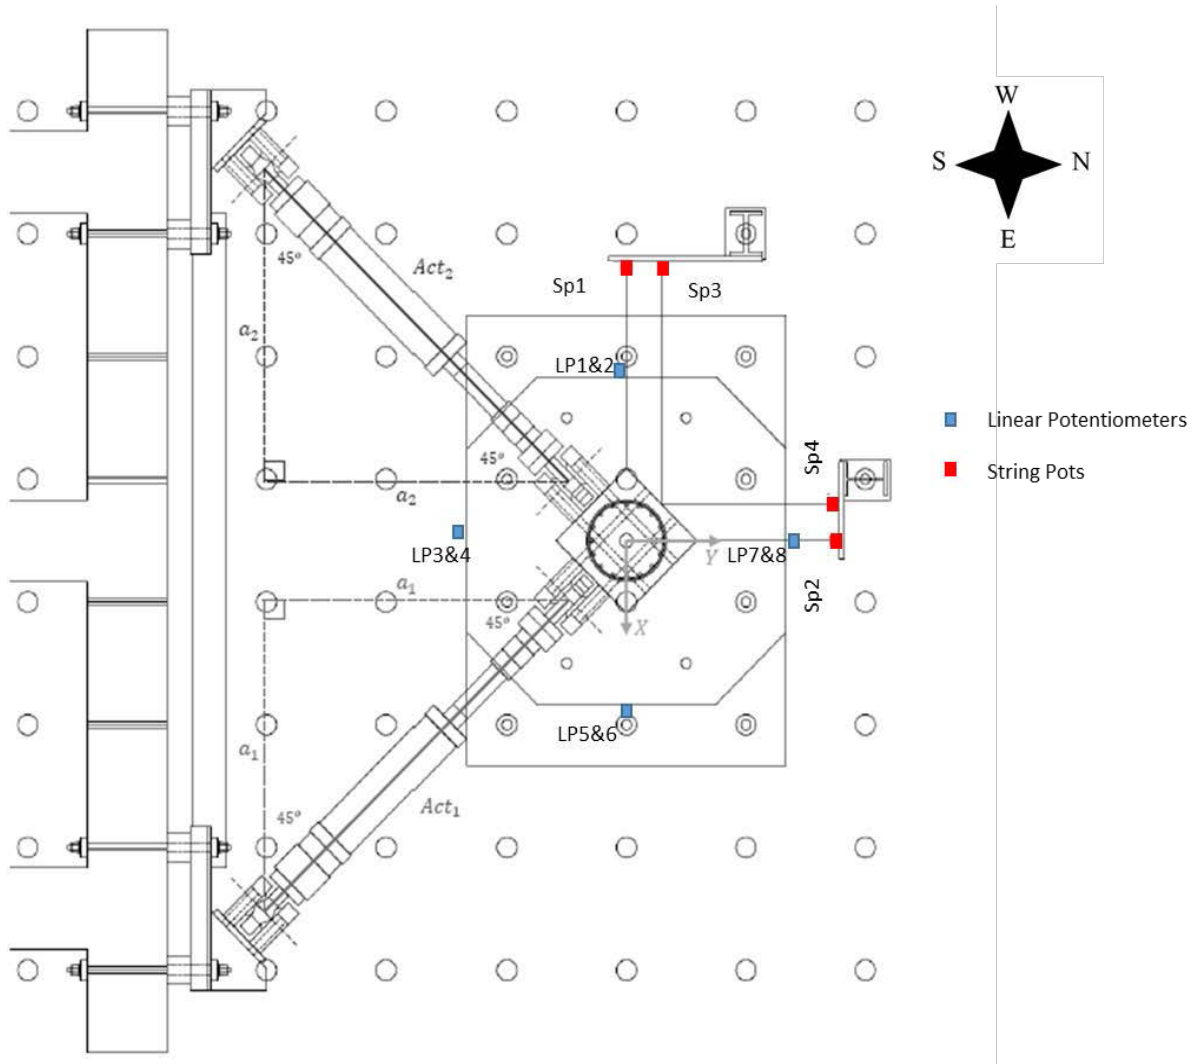 W
S
N
E
45°
Act₂
Sp1
Sp3
a₂
LP1&2
Linear Potentiometers
String Pots
Sp4
45°
a₂
LP3&4
Y
LP7&8
a₁
Sp2
45°
X
LP5&6
a₁
Act₁
45°